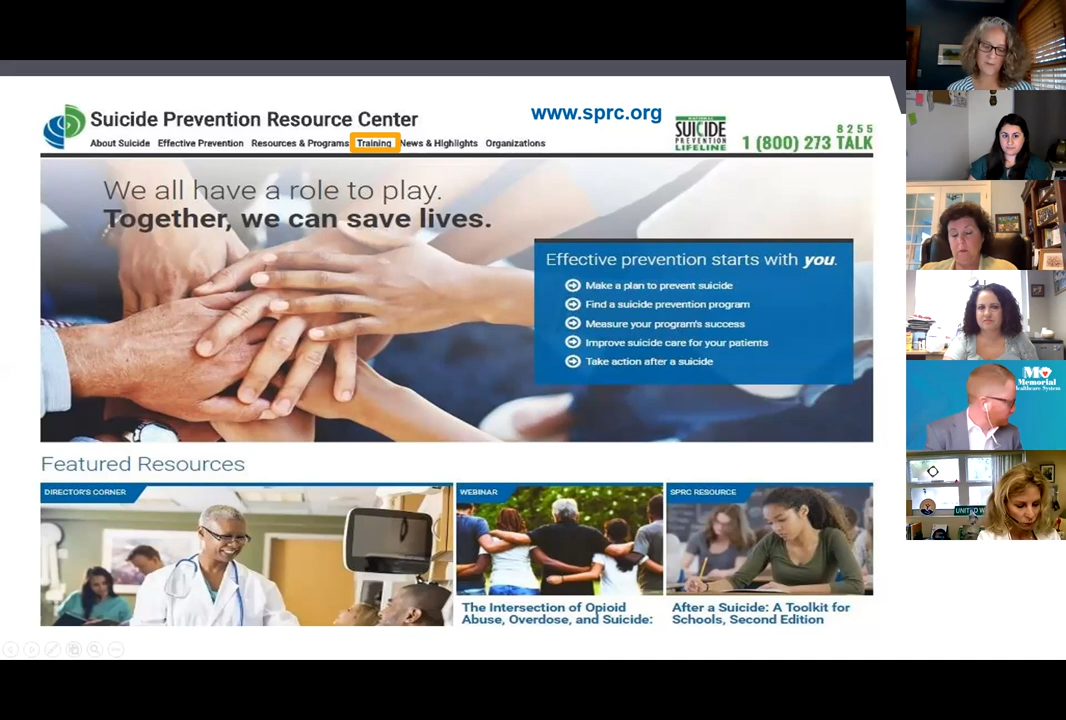 Suicide Prevention Resource Center
www.sprc.org
NATIONAL
SUICIDE
PREVENTION
LIFELINE
8255
1 (800) 273 TALK
About Suicide Effective Prevention Resources & Programs Training News & Highlights Organizations
We all have a role to play.
Together, we can save lives.
Effective prevention starts with you.
Make a plan to prevent suicide
Find a suicide prevention program
Measure your program's success
Improve suicide care for your patients
Take action after a suicide
Featured Resources
DIRECTOR'S CORNER
WEBINAR
The Intersection of Opioid
Abuse, Overdose, and Suicide:
SPRC RESOURCE
After a Suicide: A Toolkit for
Schools, Second Edition
Memorial
Healthcare System
UNITED W